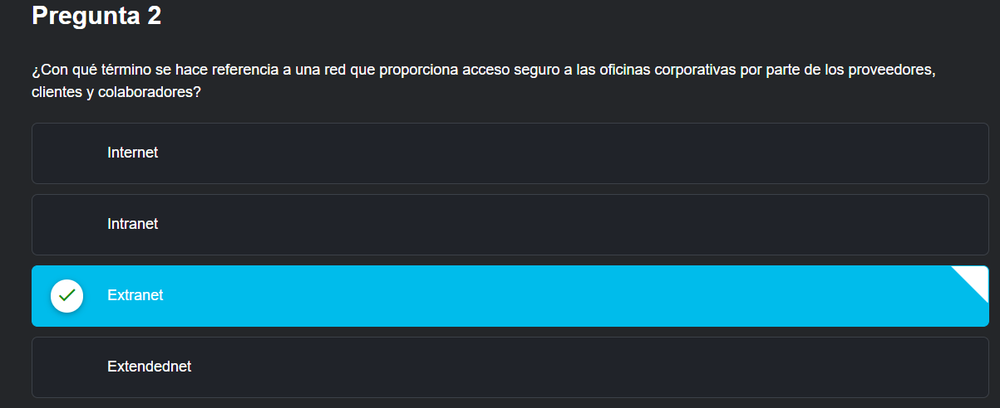 Pregunta 2
¿Con qué término se hace referencia a una red que proporciona acceso seguro a las oficinas corporativas por parte de los proveedores,
clientes y colaboradores?
Internet
Intranet
Extranet
Extendednet